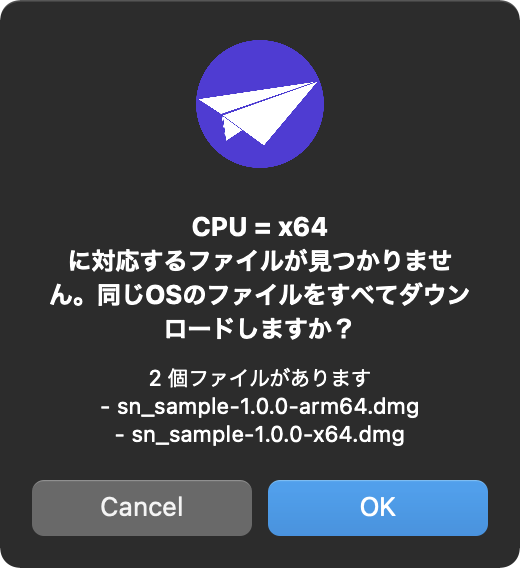 CPU = x64
に対応するファイルが見つかりませ
ん。同じOSのファイルをすべてダウン
ロードしますか？
2 個ファイルがあります
- sn_sample-1.0.0-arm64.dmg
- sn_sample-1.0.0-x64.dmg
Cancel
OK